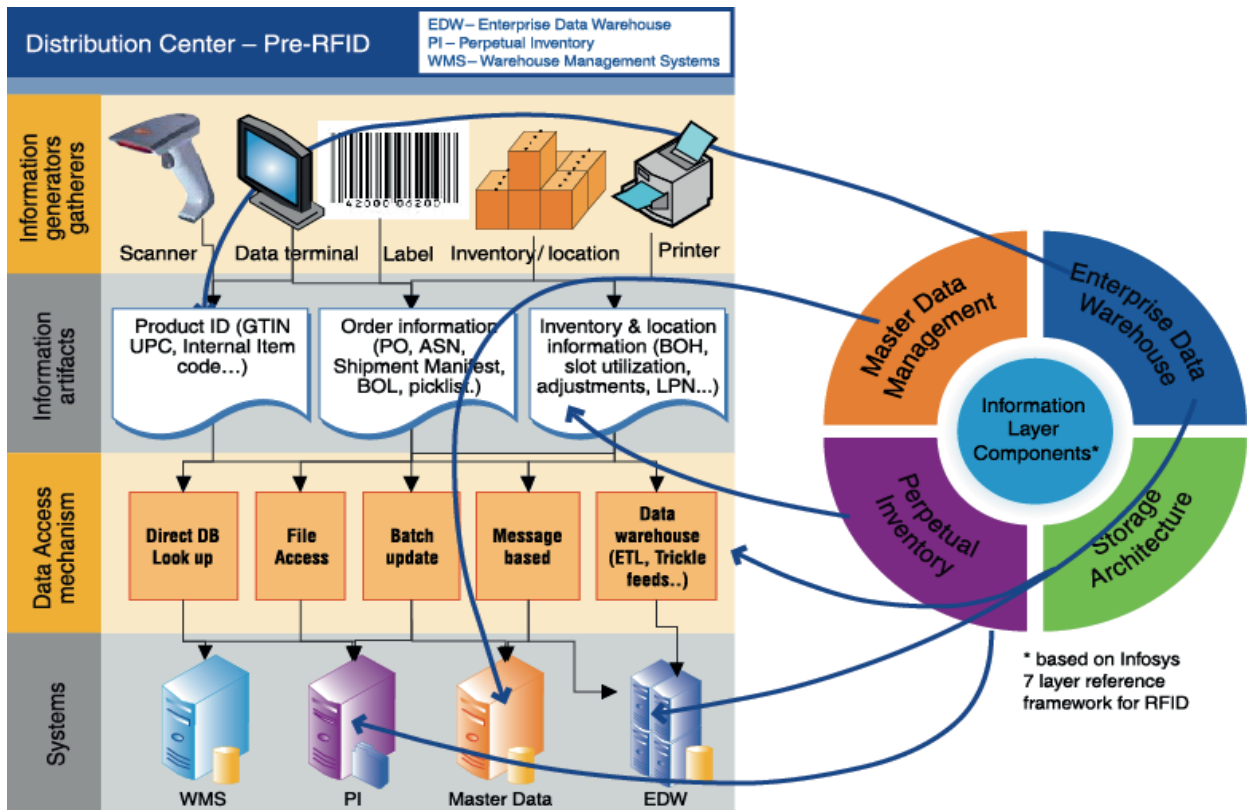 Distribution Center – Pre-RFID
EDW – Enterprise Data Warehouse
PI – Perpetual Inventory
WMS – Warehouse Management Systems
Information
generators
gatherers
42000 06200
Scanner
Data terminal
Label
Inventory/ location
Printer
Information
artifacts
Product ID (GTIN
UPC, Internal Item
code...)
Order information
(PO, ASN,
Shipment Manifest,
BOL, picklist.)
Inventory & location
information (BOH,
slot utilization,
adjustments, LPN...)
Data Access
mechanism
Direct DB
Look up
File
Access
Batch
update
Message
based
Data
warehouse
(ETL, Trickle
feeds..)
Systems
WMS
PI
Master Data
EDW
Master Data
Management
Enterprise Data
Warehouse
Information
Layer
Components*
Perpetual
Inventory
Storage
Architecture
* based on Infosys
7 layer reference
framework for RFID